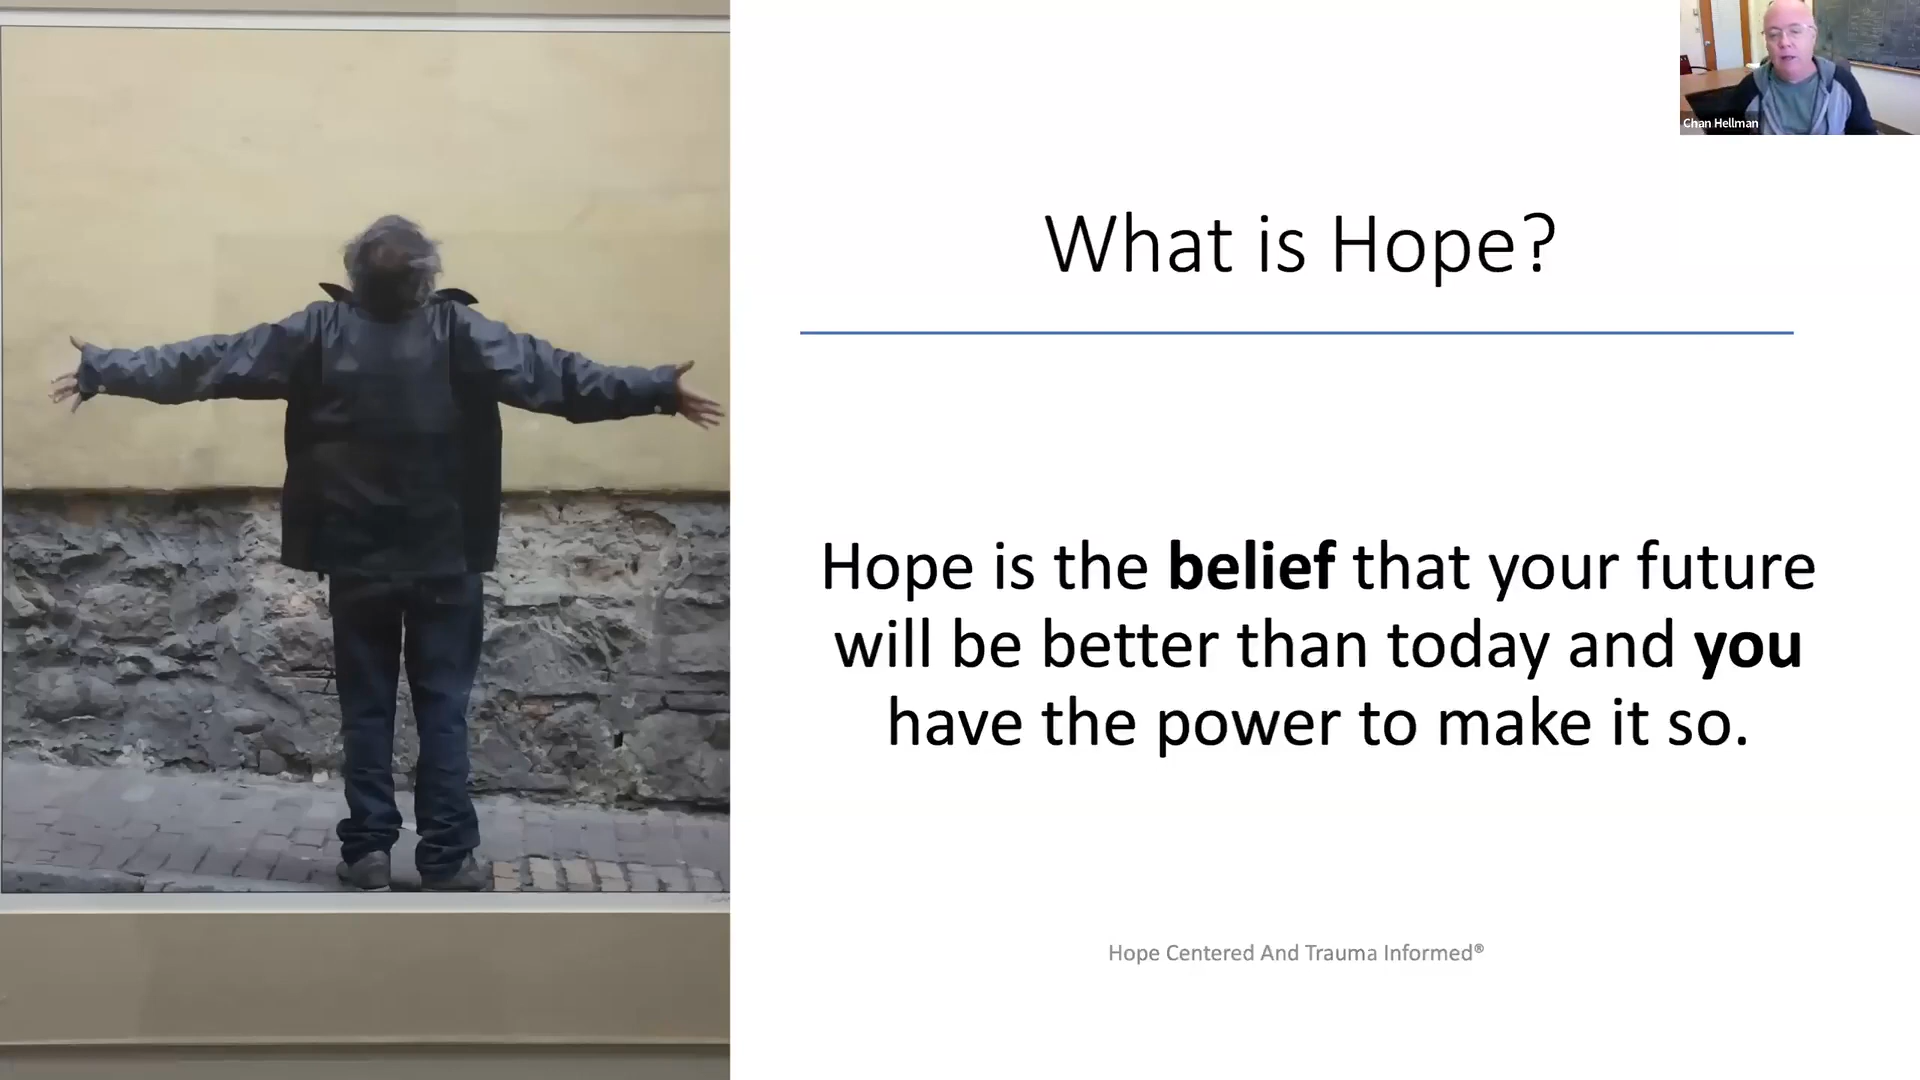 Chan Hellman
What is Hope?
Hope is the belief that your future
will be better than today and you
have the power to make it so.
Hope Centered And Trauma Informed®